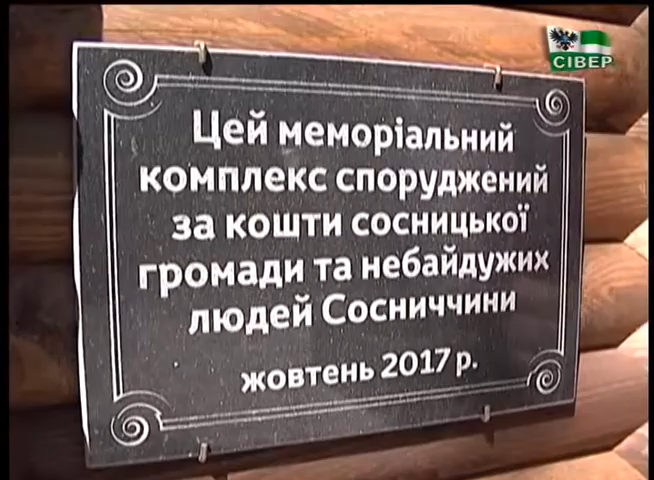 СІВЕР
Цей меморіальний
комплекс споруджений
за кошти сосницької
громади та небайдужих
людей Сосниччини
жовтень 2017 р.